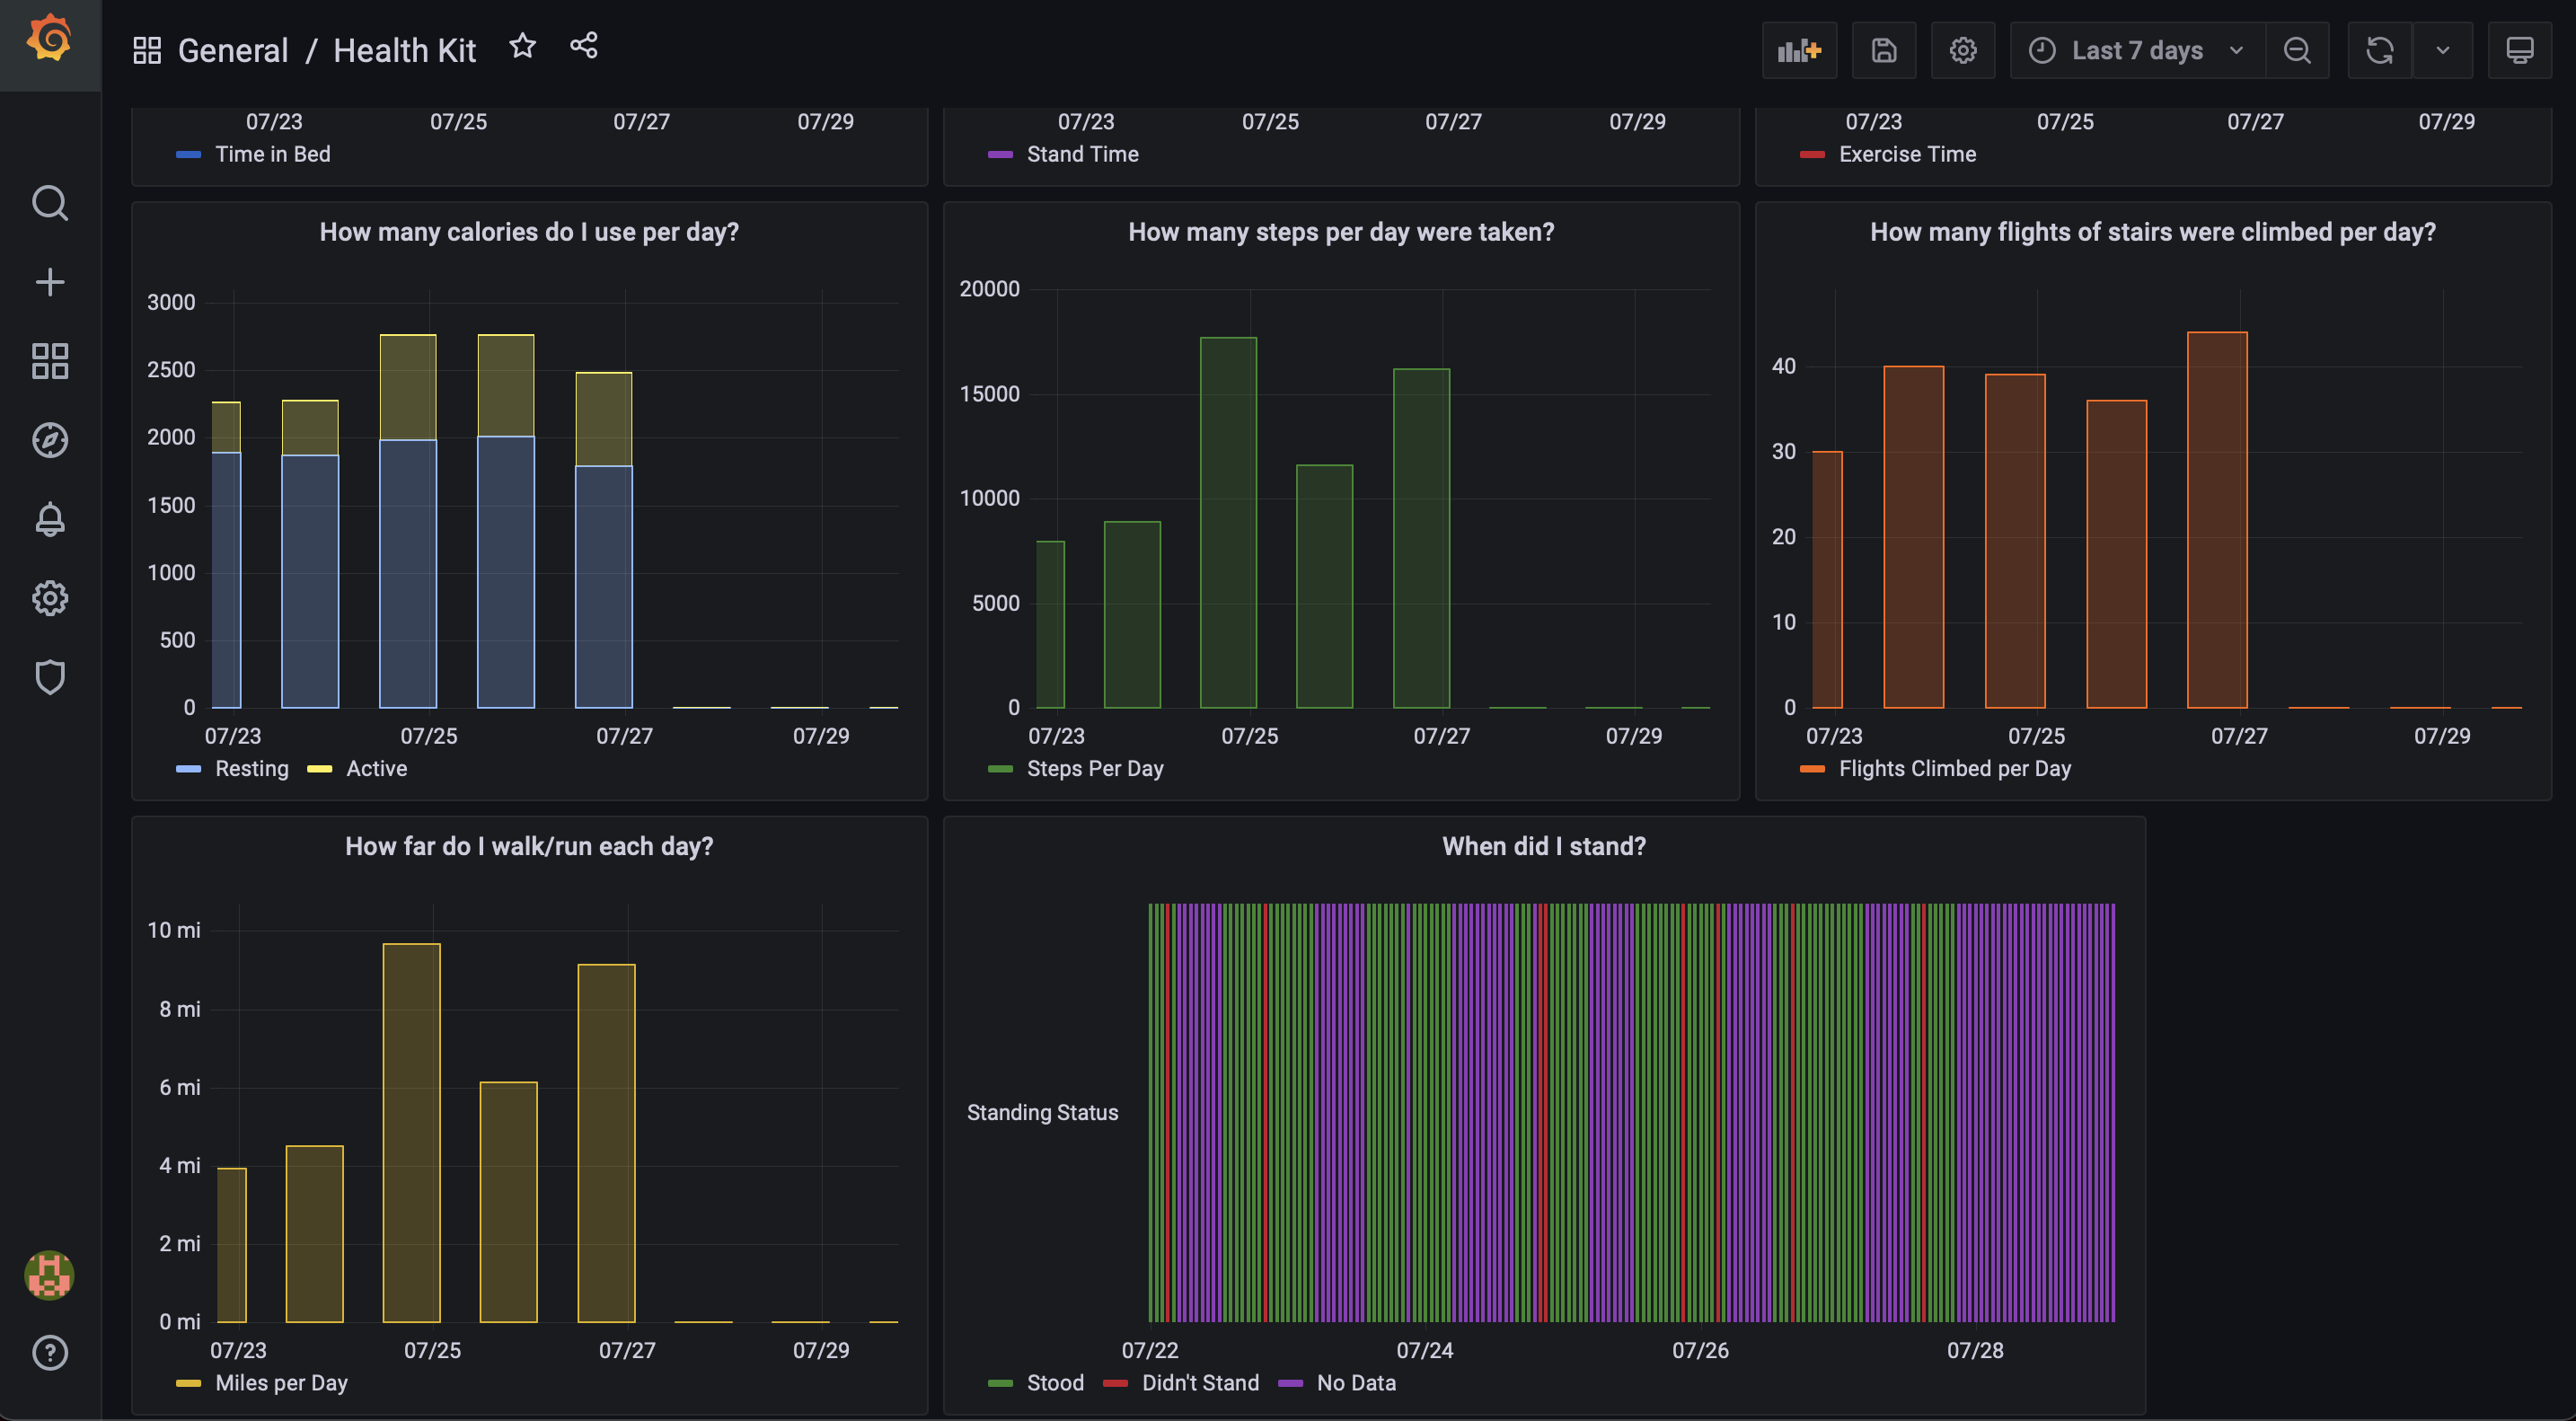 General / Health Kit
Last 7 days
07/23 07/25 07/27 07/29
Time in Bed
07/23 07/25 07/27 07/29
Stand Time
07/23 07/25 07/27 07/29
Exercise Time
How many calories do I use per day?
3000
2500
2000
1500
1000
500
0
07/23 07/25 07/27 07/29
Resting Active
How many steps per day were taken?
20000
15000
10000
5000
0
07/23 07/25 07/27 07/29
Steps Per Day
How many flights of stairs were climbed per day?
40
30
20
10
0
07/23 07/25 07/27 07/29
Flights Climbed per Day
How far do I walk/run each day?
10 mi
8 mi
6 mi
4 mi
2 mi
0 mi
07/23 07/25 07/27 07/29
Miles per Day
When did I stand?
Standing Status
07/22 07/24 07/26 07/28
Stood Didn't Stand No Data